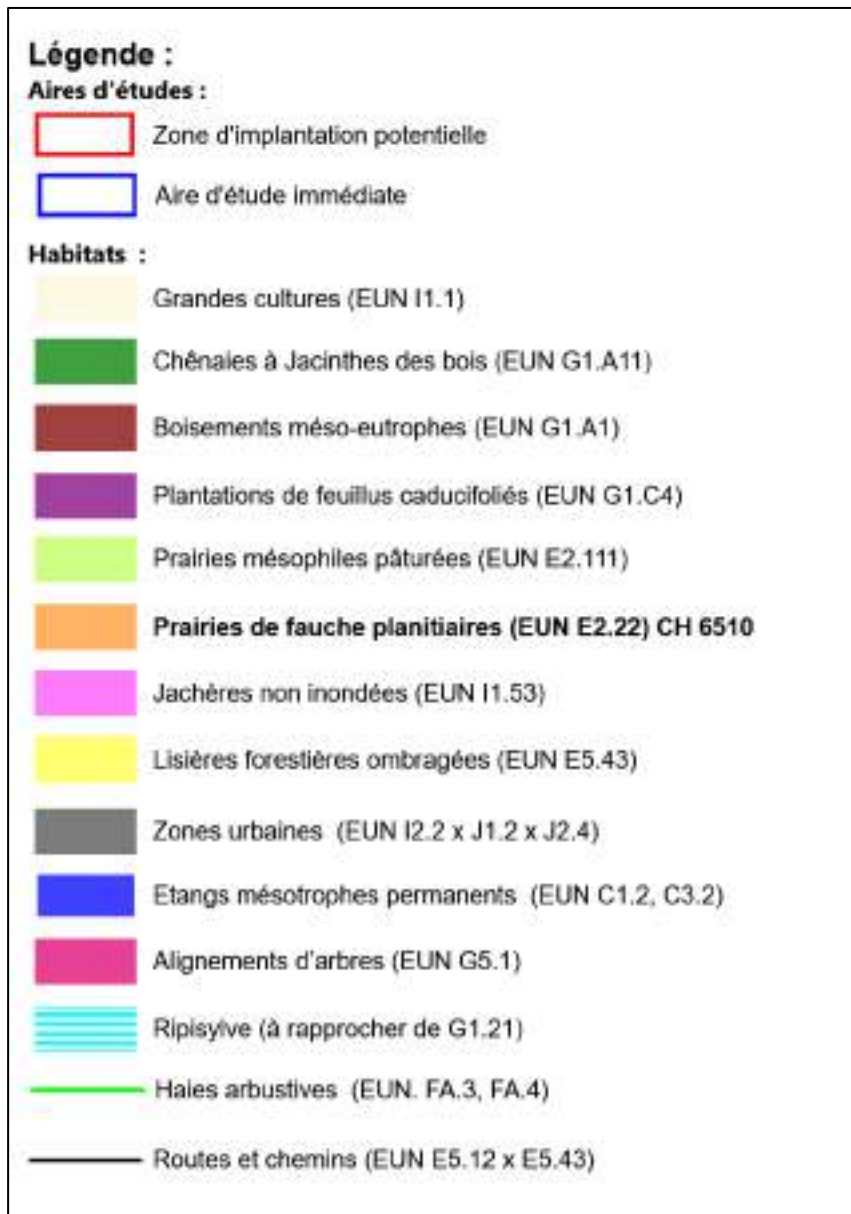 Légende :
Aires d'études :
Zone d'implantation potentielle
Aire d'étude immédiate
Habitats :
Grandes cultures (EUN I1.1)
Chênaies à Jacinthes des bois (EUN G1.A11)
Boisements méso-eutrophes (EUN G1.A1)
Plantations de feuillus caducifoliés (EUN G1.C4)
Prairies mésophiles pâturées (EUN E2.111)
Prairies de fauche planitiaires (EUN E2.22) CH 6510
Jachères non inondées (EUN I1.53)
Lisières forestières ombragées (EUN E5.43)
Zones urbaines (EUN I2.2 x J1.2 x J2.4)
Etangs mésotrophes permanents (EUN C1.2, C3.2)
Alignements d'arbres (EUN G5.1)
Ripisylve (à rapprocher de G1.21)
Haies arbustives (EUN. FA.3, FA.4)
Routes et chemins (EUN E5.12 x E5.43)